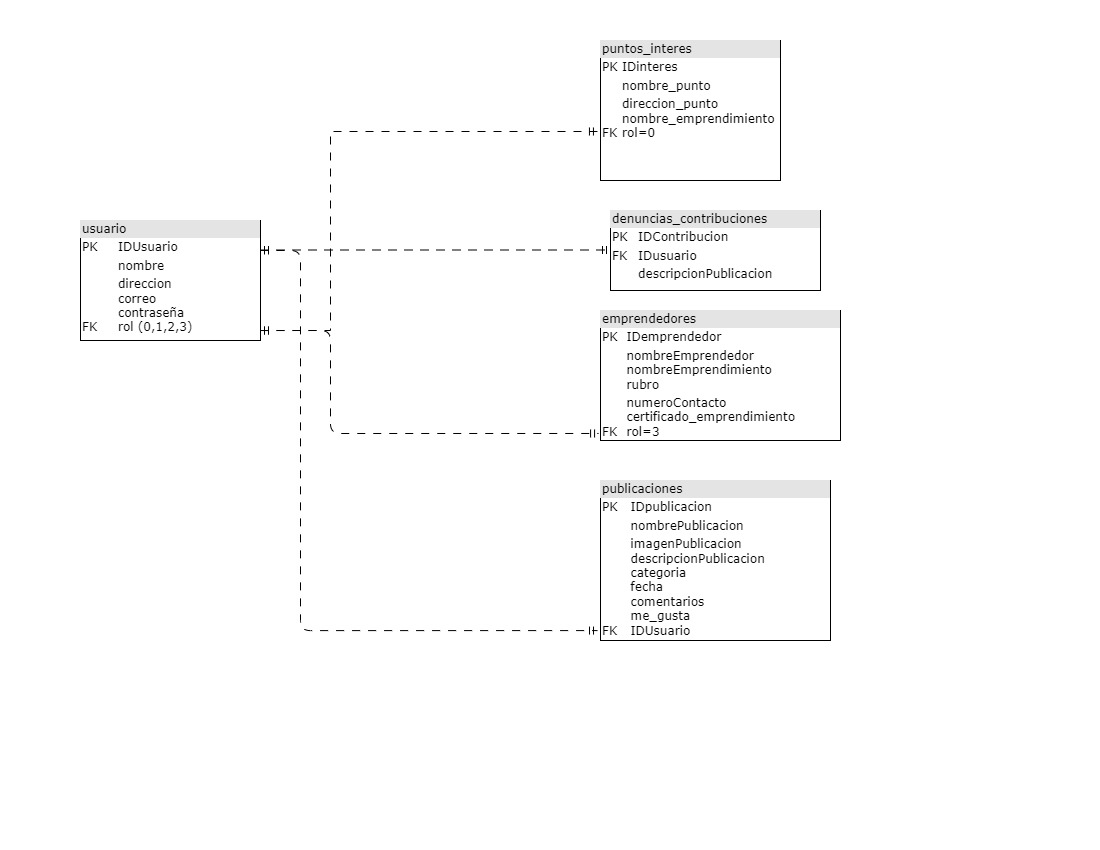 puntos_interes
PK IDinteres
nombre_punto
direccion_punto
nombre_emprendimiento
FK rol=0
usuario
PK IDUsuario
nombre
direccion
correo
contraseña
FK rol (0,1,2,3)
denuncias_contribuciones
PK IDContribucion
FK IDusuario
descripcionPublicacion
emprendedores
PK IDemprendedor
nombreEmprendedor
nombreEmprendimiento
rubro
numeroContacto
certificado_emprendimiento
FK rol=3
publicaciones
PK IDpublicacion
nombrePublicacion
imagenPublicacion
descripcionPublicacion
categoria
fecha
comentarios
me_gusta
FK IDUsuario